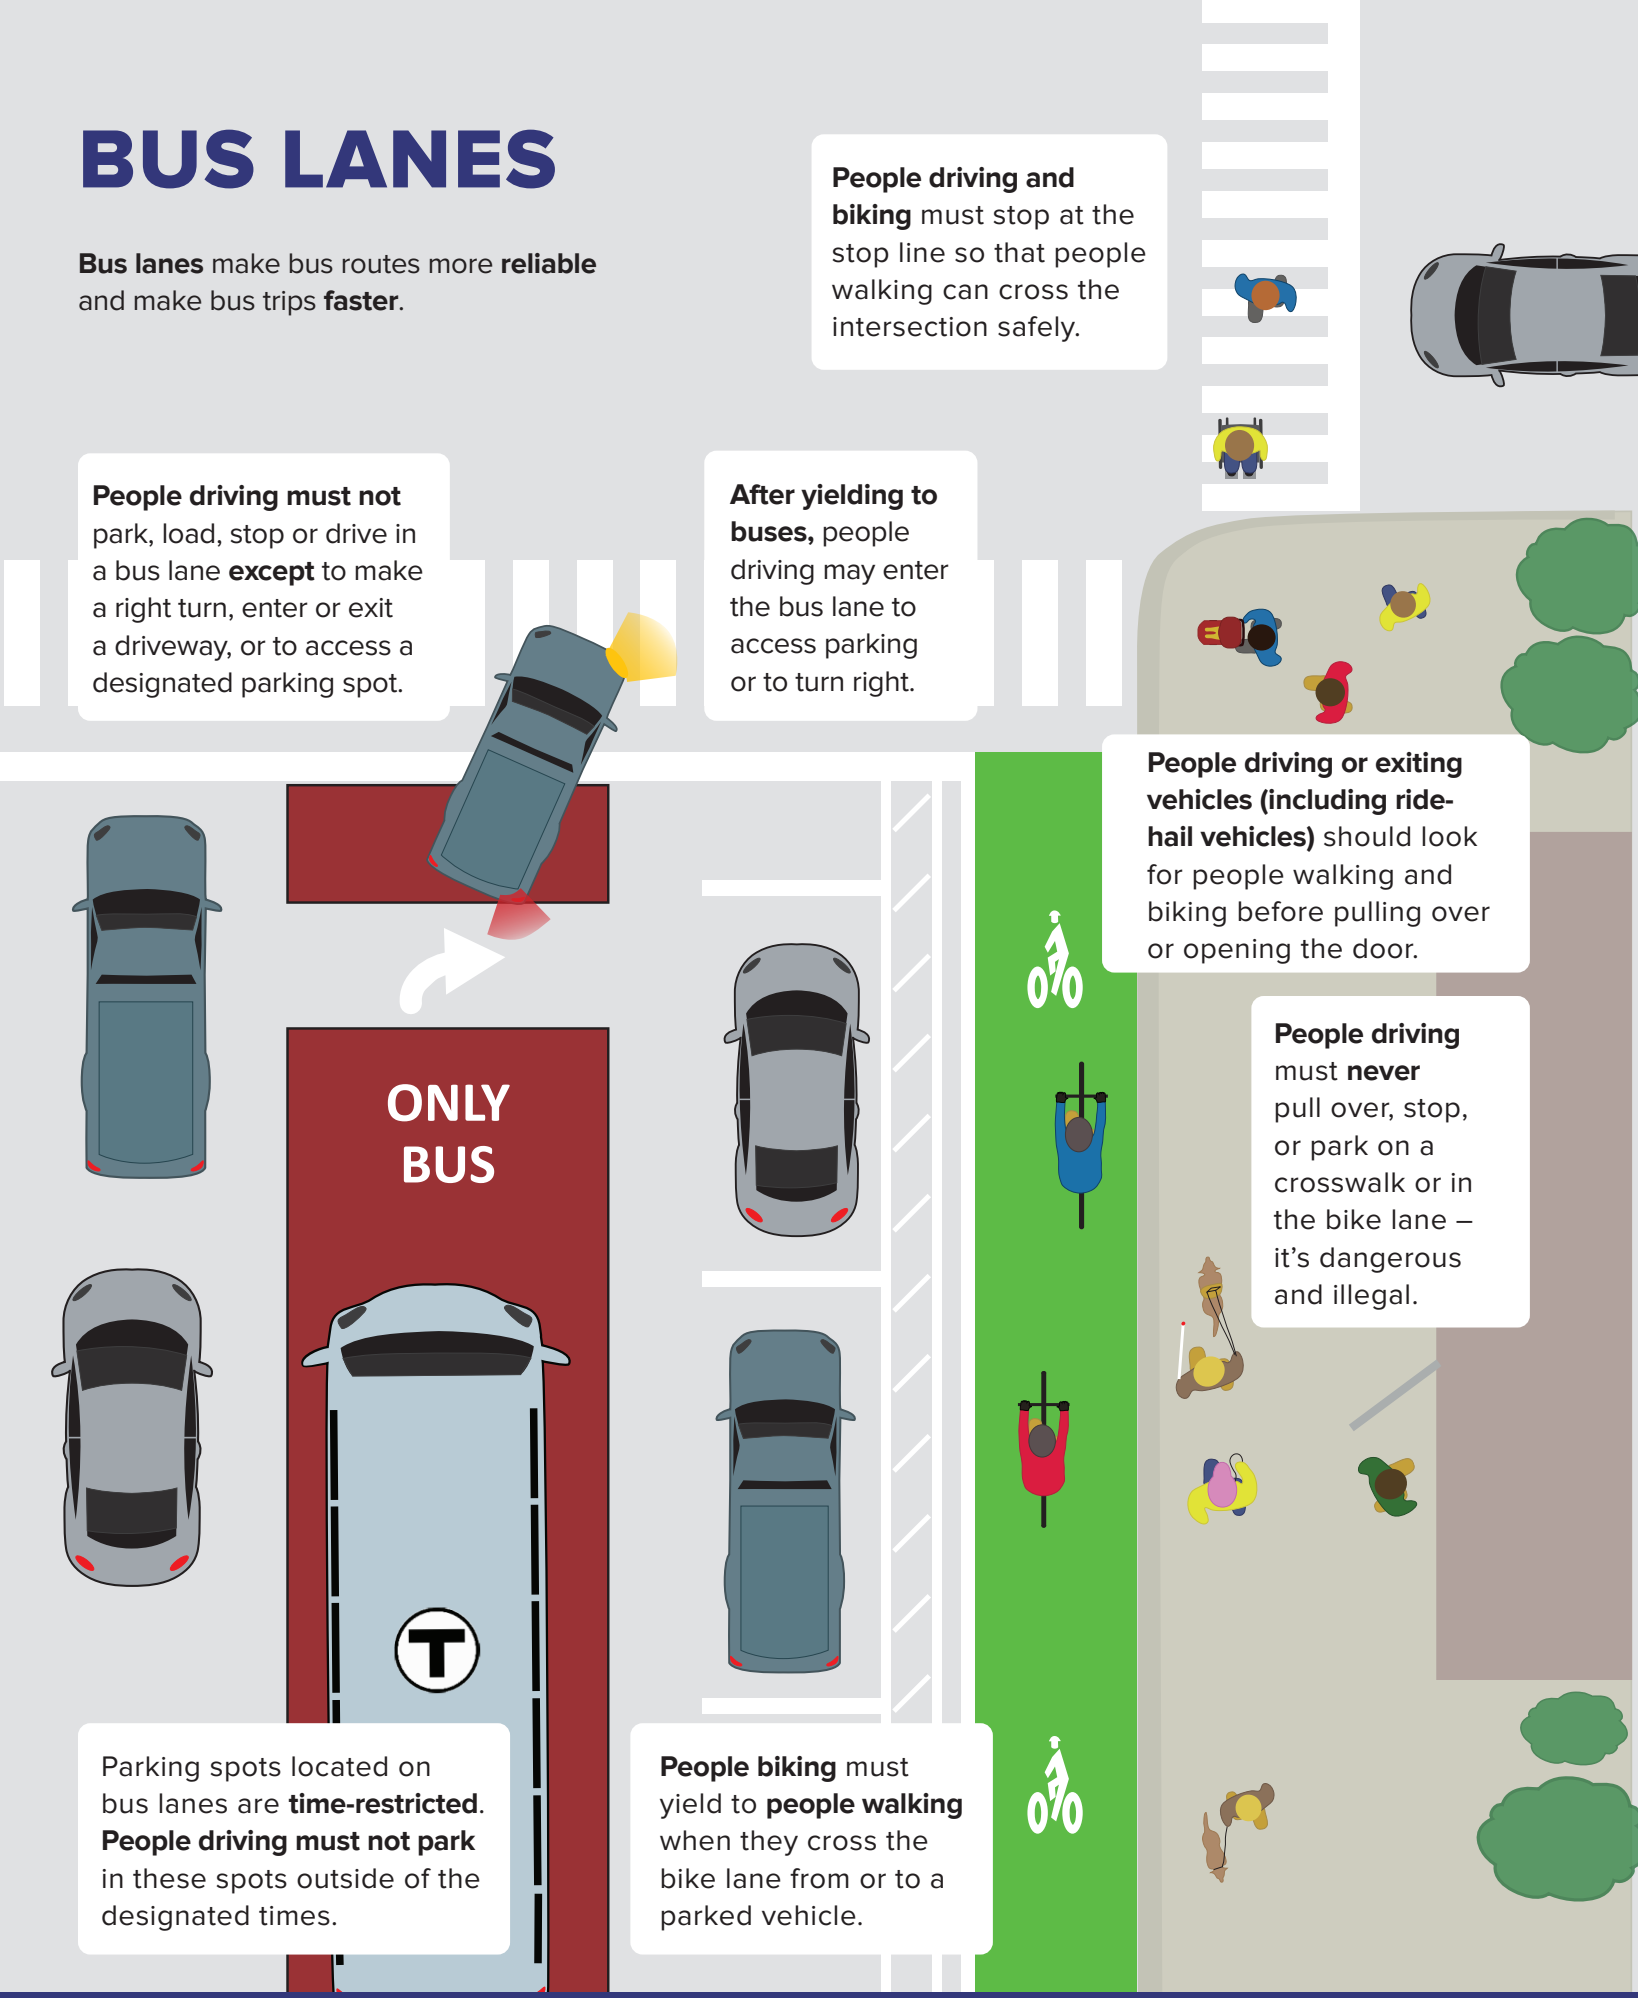 BUS LANES
Bus lanes make bus routes more reliable
and make bus trips faster.
People driving and
biking must stop at the
stop line so that people
walking can cross the
intersection safely.
People driving must not
park, load, stop or drive in
a bus lane except to make
a right turn, enter or exit
a driveway, or to access a
designated parking spot.
After yielding to
buses, people
driving may enter
the bus lane to
access parking
or to turn right.
People driving or exiting
vehicles (including ride-
hail vehicles) should look
for people walking and
biking before pulling over
or opening the door.
People driving
must never
pull over, stop,
or park on a
crosswalk or in
the bike lane –
it's dangerous
and illegal.
ONLY
BUS
T
Parking spots located on
bus lanes are time-restricted.
People driving must not park
in these spots outside of the
designated times.
People biking must
yield to people walking
when they cross the
bike lane from or to a
parked vehicle.